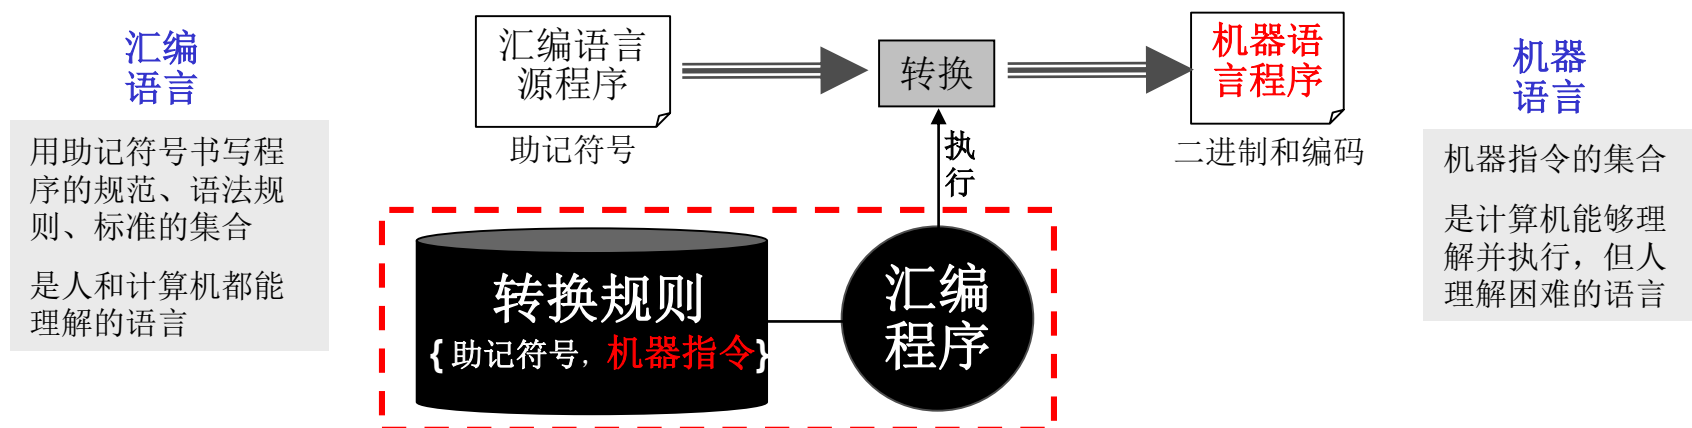 汇编
语言
用助记符号书写程
序的规范、语法规
则、标准的集合
是人和计算机都能
理解的语言
汇编语言
源程序
助记符号
转换
执
行
机器语
言程序
二进制和编码
转换规则
{助记符号,机器指令}
汇编
程序
机器
语言
机器指令的集合
是计算机能够理
解并执行，但人
理解困难的语言